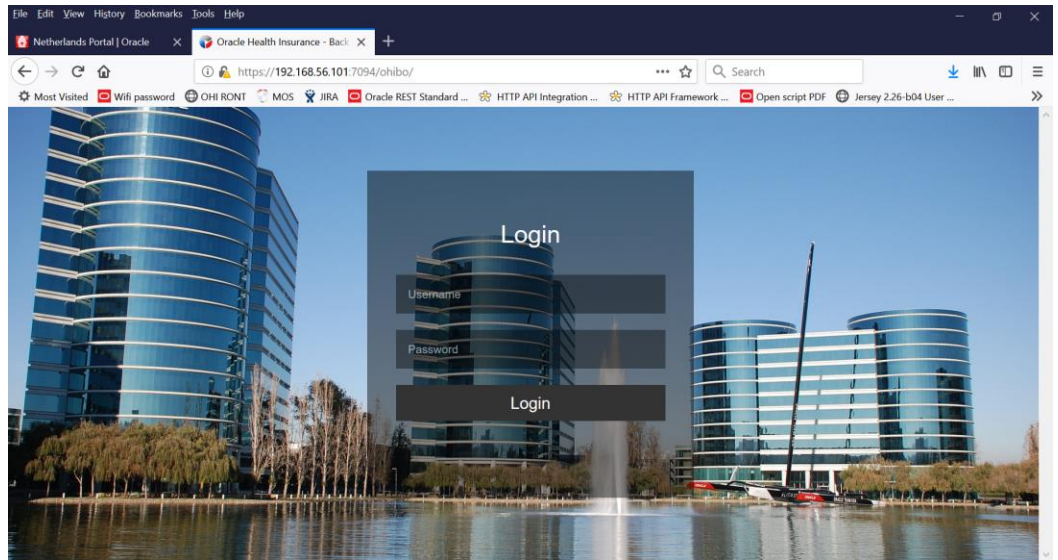 File Edit View History Bookmarks Tools Help
Netherlands Portal | Oracle Oracle Health Insurance - Back
https://192.168.56.101:7094/ohibo/ Search
Most Visited Wifi password OHI RONT MOS JIRA Oracle REST Standard ... HTTP API Integration ... HTTP API Framework ... Open script PDF Jersey 2.26-b04 User ...
Login
Username
Password
Login